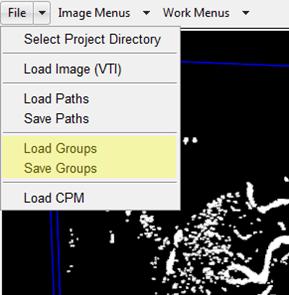 File Image Menus Work Menus
Select Project Directory
Load Image (VTI)
Load Paths
Save Paths
Load Groups
Save Groups
Load CPM